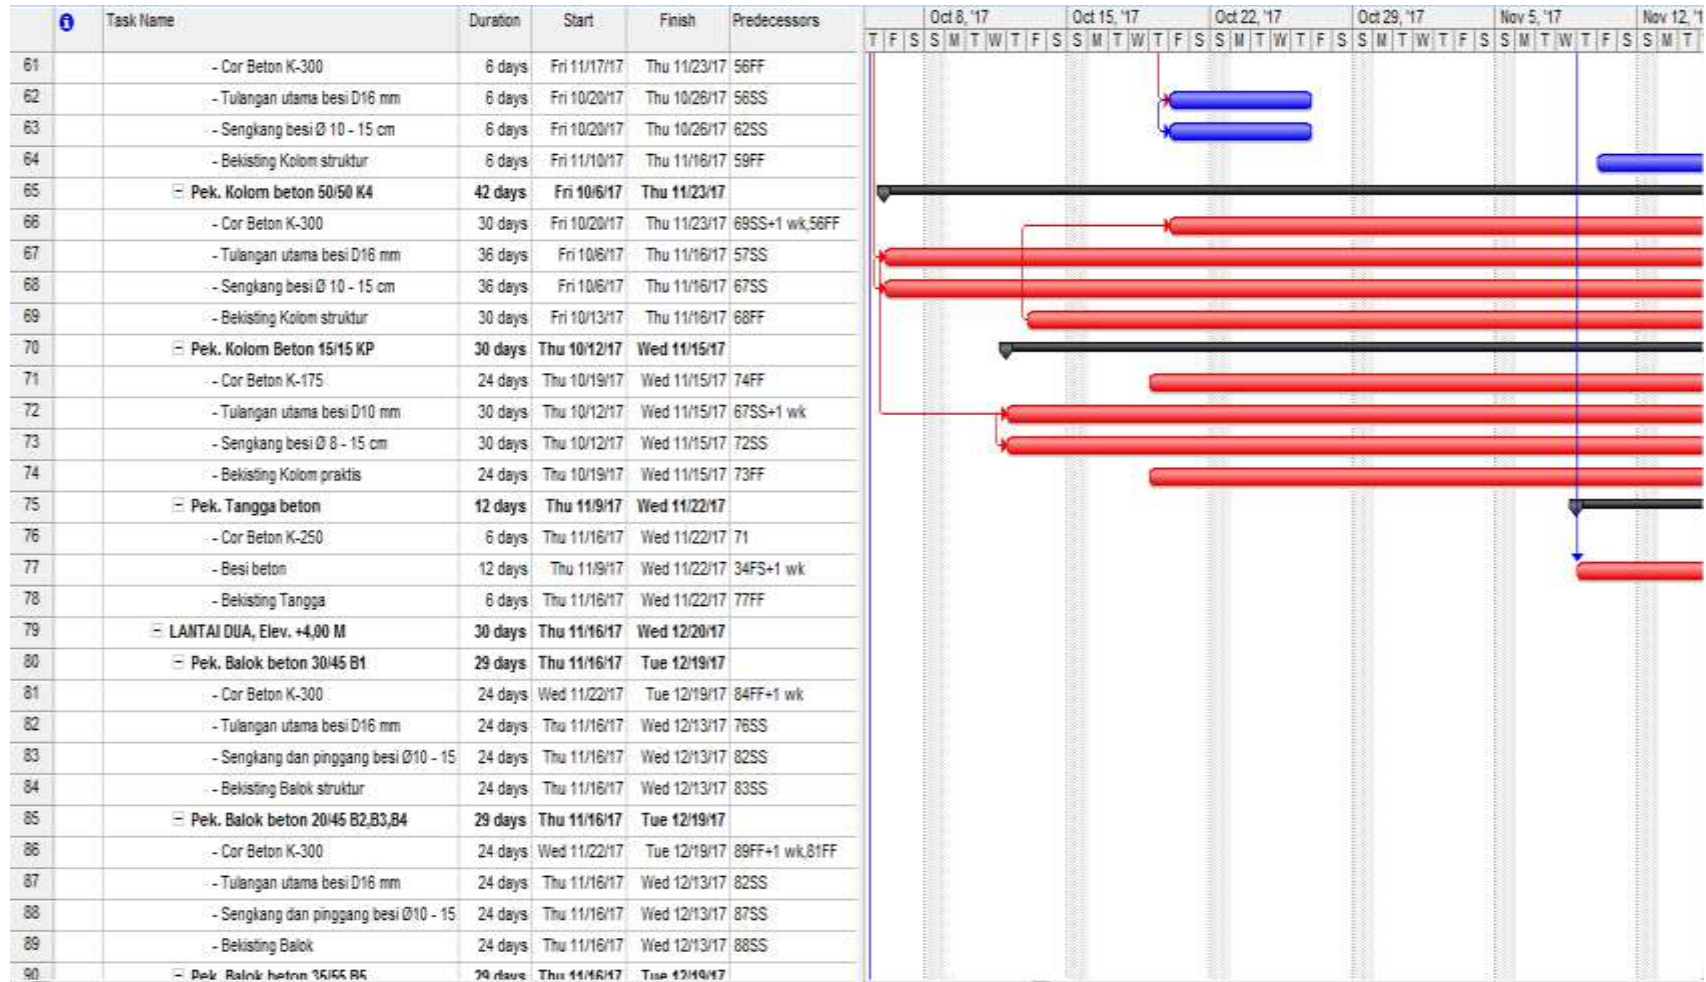 Task Name Duration Start Finish Predecessors Oct 8, '17 Oct 15, '17 Oct 22, '17 Oct 29, '17 Nov 5, '17 Nov 12, '1
T F S S M T W T F S S M T W T F S S M T W T F S S M T W T F S S M T W T F S S M T
61 - Cor Beton K-300 6 days Fri 11/17/17 Thu 11/23/17 56FF
62 - Tulangan utama besi D16 mm 6 days Fri 10/20/17 Thu 10/26/17 56SS
63 - Sengkang besi Ø 10 - 15 cm 6 days Fri 10/20/17 Thu 10/26/17 62SS
64 - Bekisting Kolom struktur 6 days Fri 11/10/17 Thu 11/16/17 59FF
65 Pek. Kolom beton 50/50 K4 42 days Fri 10/6/17 Thu 11/23/17
66 - Cor Beton K-300 30 days Fri 10/20/17 Thu 11/23/17 69SS+1 wk,56FF
67 - Tulangan utama besi D16 mm 36 days Fri 10/6/17 Thu 11/16/17 57SS
68 - Sengkang besi Ø 10 - 15 cm 36 days Fri 10/6/17 Thu 11/16/17 67SS
69 - Bekisting Kolom struktur 30 days Fri 10/13/17 Thu 11/16/17 68FF
70 Pek. Kolom Beton 15/15 KP 30 days Thu 10/12/17 Wed 11/15/17
71 - Cor Beton K-175 24 days Thu 10/19/17 Wed 11/15/17 74FF
72 - Tulangan utama besi D10 mm 30 days Thu 10/12/17 Wed 11/15/17 67SS+1 wk
73 - Sengkang besi Ø 8 - 15 cm 30 days Thu 10/12/17 Wed 11/15/17 72SS
74 - Bekisting Kolom praktis 24 days Thu 10/19/17 Wed 11/15/17 73FF
75 Pek. Tangga beton 12 days Thu 11/9/17 Wed 11/22/17
76 - Cor Beton K-250 6 days Thu 11/16/17 Wed 11/22/17 71
77 - Besi beton 12 days Thu 11/9/17 Wed 11/22/17 34FS+1 wk
78 - Bekisting Tangga 6 days Thu 11/16/17 Wed 11/22/17 77FF
79 LANTAI DUA, Elev. +4,00 M 30 days Thu 11/16/17 Wed 12/20/17
80 Pek. Balok beton 30/45 B1 29 days Thu 11/16/17 Tue 12/19/17
81 - Cor Beton K-300 24 days Wed 11/22/17 Tue 12/19/17 84FF+1 wk
82 - Tulangan utama besi D16 mm 24 days Thu 11/16/17 Wed 12/13/17 76SS
83 - Sengkang dan pinggang besi Ø10 - 15 24 days Thu 11/16/17 Wed 12/13/17 82SS
84 - Bekisting Balok struktur 24 days Thu 11/16/17 Wed 12/13/17 83SS
85 Pek. Balok beton 20/45 B2,B3,B4 29 days Thu 11/16/17 Tue 12/19/17
86 - Cor Beton K-300 24 days Wed 11/22/17 Tue 12/19/17 89FF+1 wk,81FF
87 - Tulangan utama besi D16 mm 24 days Thu 11/16/17 Wed 12/13/17 82SS
88 - Sengkang dan pinggang besi Ø10 - 15 24 days Thu 11/16/17 Wed 12/13/17 87SS
89 - Bekisting Balok 24 days Thu 11/16/17 Wed 12/13/17 88SS
90 Pek. Balok beton 35/55 B5 29 days Thu 11/16/17 Tue 12/19/17